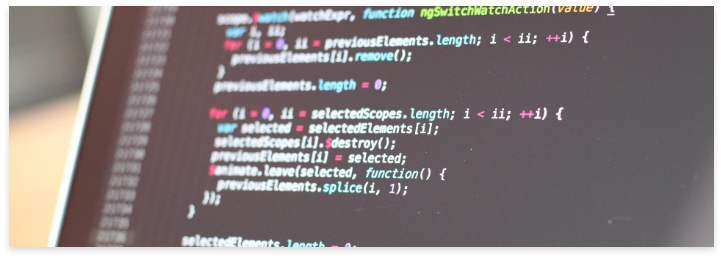 scope.$watch(watchExpr, function ngSwitchWatchAction(value) {
var i, ii;
for (i = 0, ii = previousElements.length; i < ii; ++i) {
previousElements[i].remove();
}
previousElements.length = 0;
for (i = 0, ii = selectedScopes.length; i < ii; ++i) {
var selected = selectedElements[i];
selectedScopes[i].$destroy();
previousElements[i] = selected;
$animate.leave(selected, function() {
previousElements.splice(i, 1);
});
}
selectedElements.length = 0;